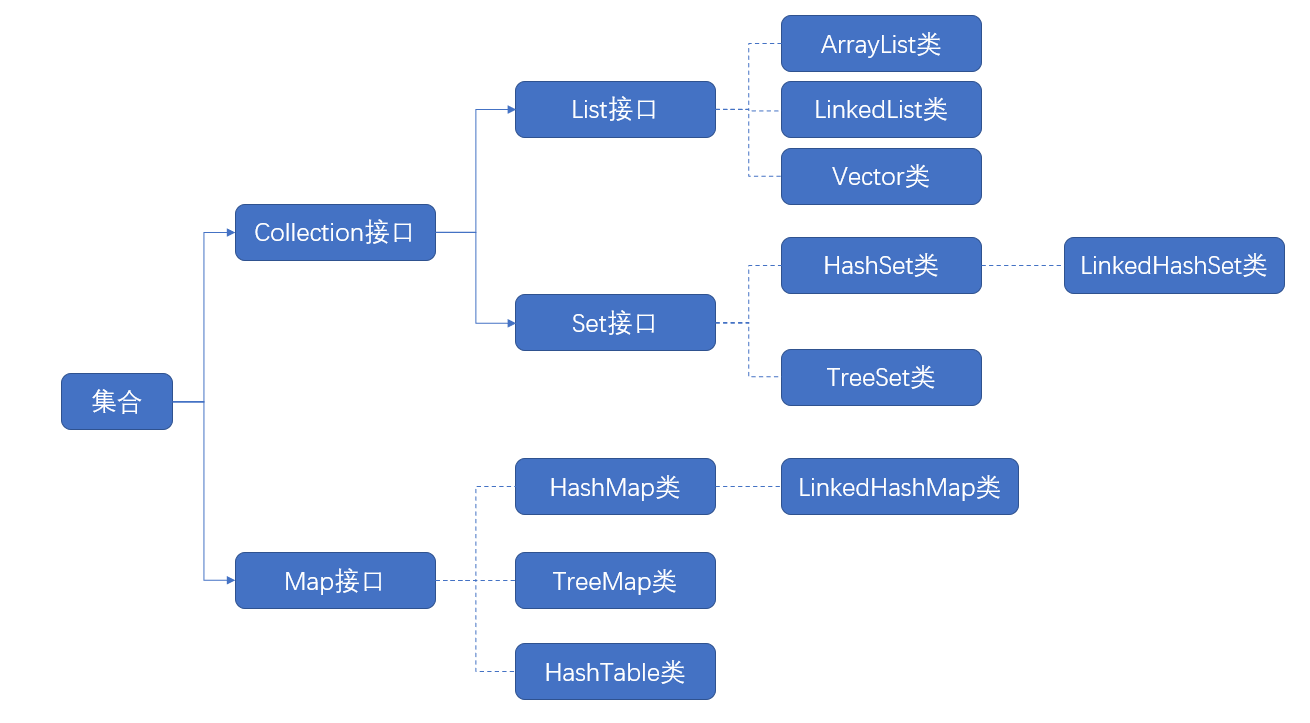 集合
Collection接口
List接口
ArrayList类
LinkedList类
Vector类
Set接口
HashSet类
LinkedHashSet类
TreeSet类
Map接口
HashMap类
LinkedHashMap类
TreeMap类
HashTable类